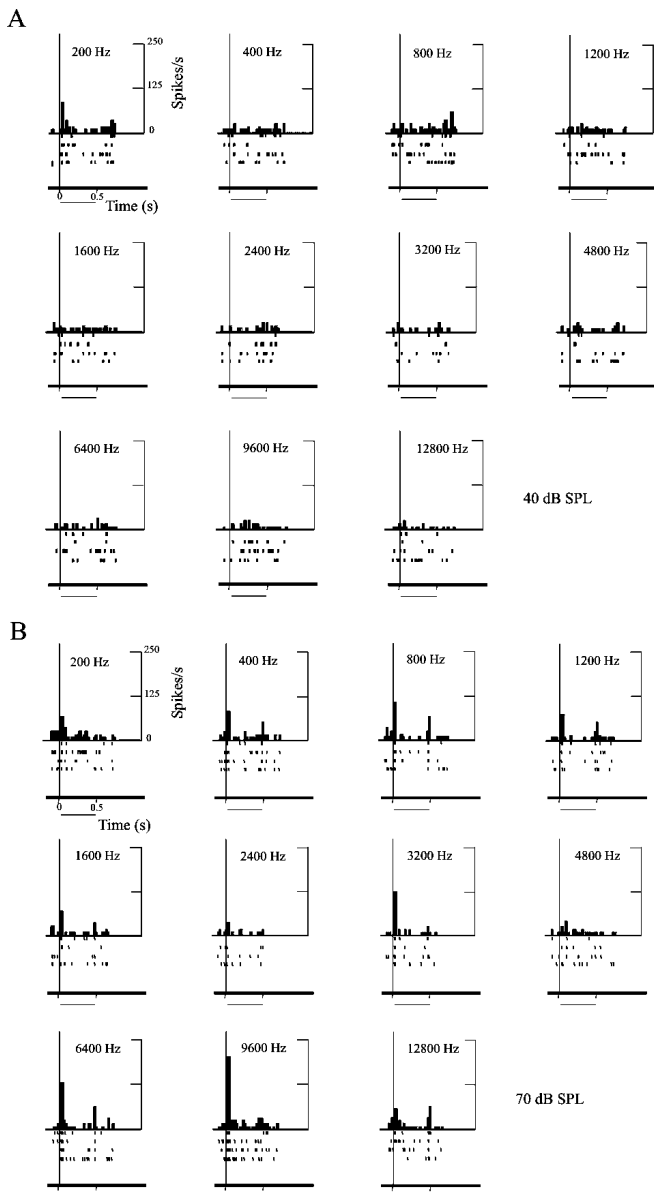 A
200 Hz
250
125
0
Spikes/s
400 Hz
800 Hz
1200 Hz
0
0.5
Time (s)
1600 Hz
2400 Hz
3200 Hz
4800 Hz
6400 Hz
9600 Hz
12800 Hz
40 dB SPL
B
200 Hz
250
125
0
Spikes/s
400 Hz
800 Hz
1200 Hz
0
0.5
Time (s)
1600 Hz
2400 Hz
3200 Hz
4800 Hz
6400 Hz
9600 Hz
12800 Hz
70 dB SPL